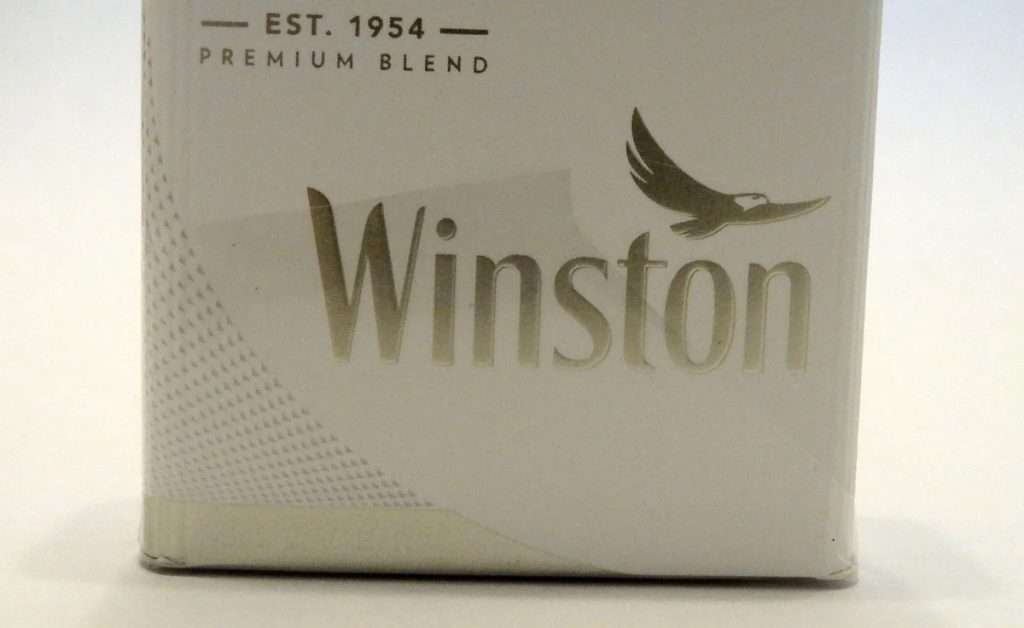 EST. 1954
PREMIUM BLEND
Winston